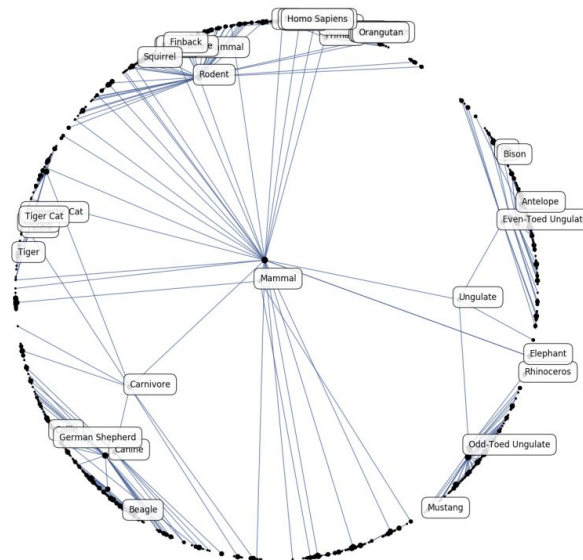 Homo Sapiens
Orangutan
Finback
Squirrel
Rodent
Bison
Antelope
Even-Toed Ungulate
Tiger Cat
Tiger
Mammal
Ungulate
Elephant
Rhinoceros
Carnivore
German Shepherd
Canine
Odd-Toed Ungulate
Mustang
Beagle